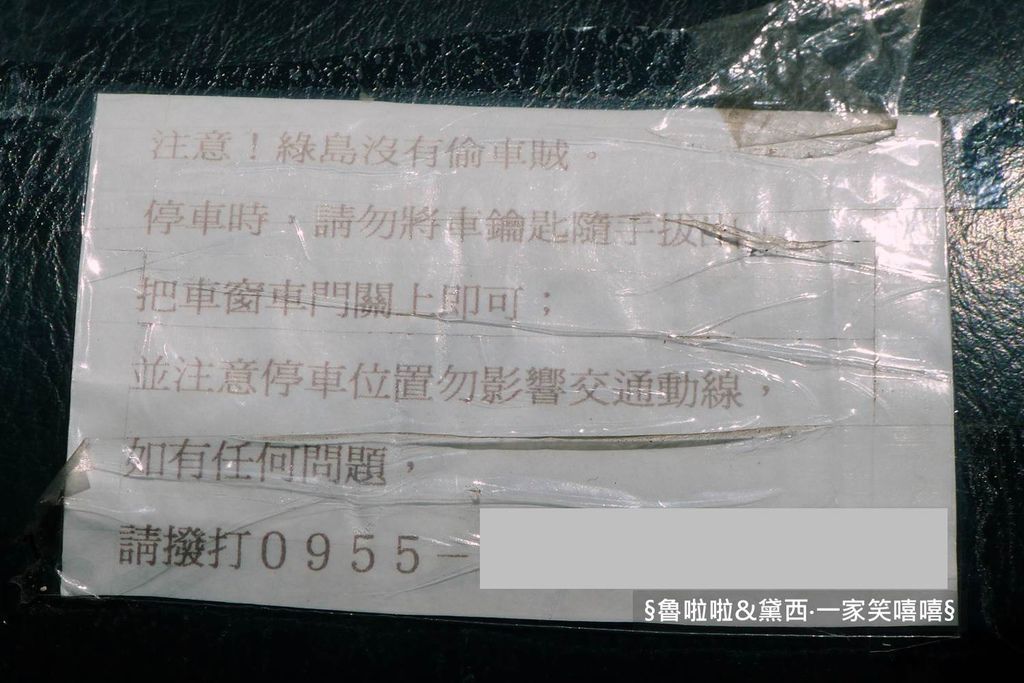 注意！綠島沒有偷車賊。
停車時，請勿將車鑰匙隨手拔出，
把車窗車門關上即可；
並注意停車位置勿影響交通動線，
如有任何問題，
請撥打０９５５－
§魯啦啦&黛西‧一家笑嘻嘻§